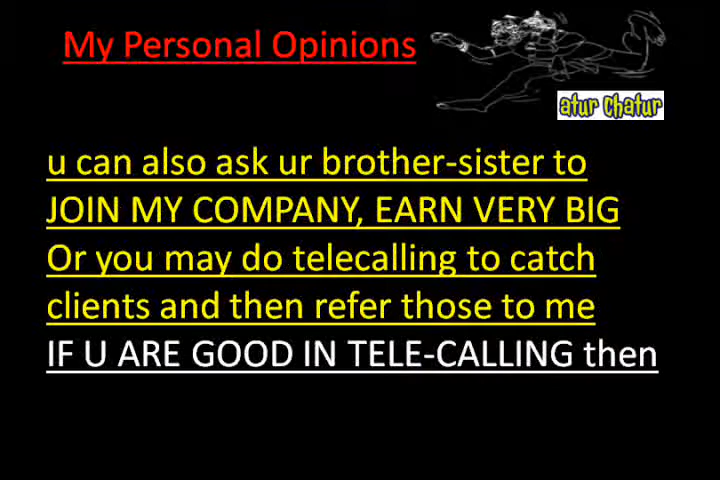 My Personal Opinions
atur chatur
u can also ask ur brother-sister to
JOIN MY COMPANY, EARN VERY BIG
Or you may do telecalling to catch
clients and then refer those to me
IF U ARE GOOD IN TELE-CALLING then